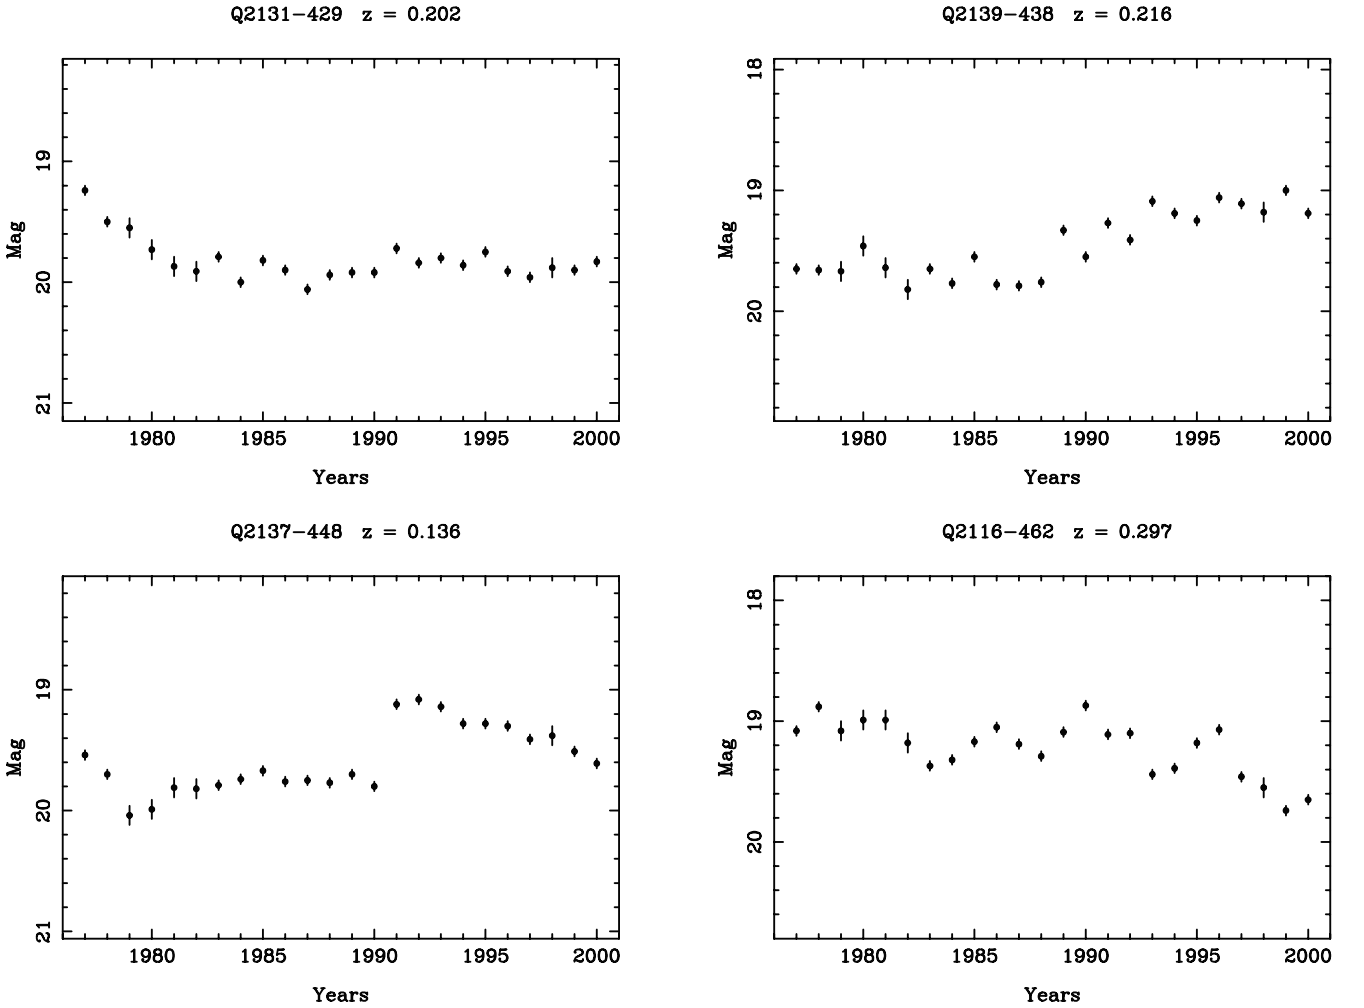 Q2131−429 z = 0.202
19
20
21
Mag
1980 1985 1990 1995 2000
Years
Q2139−438 z = 0.216
18
19
20
Mag
1980 1985 1990 1995 2000
Years
Q2137−448 z = 0.136
19
20
21
Mag
1980 1985 1990 1995 2000
Years
Q2116−462 z = 0.297
18
19
20
Mag
1980 1985 1990 1995 2000
Years